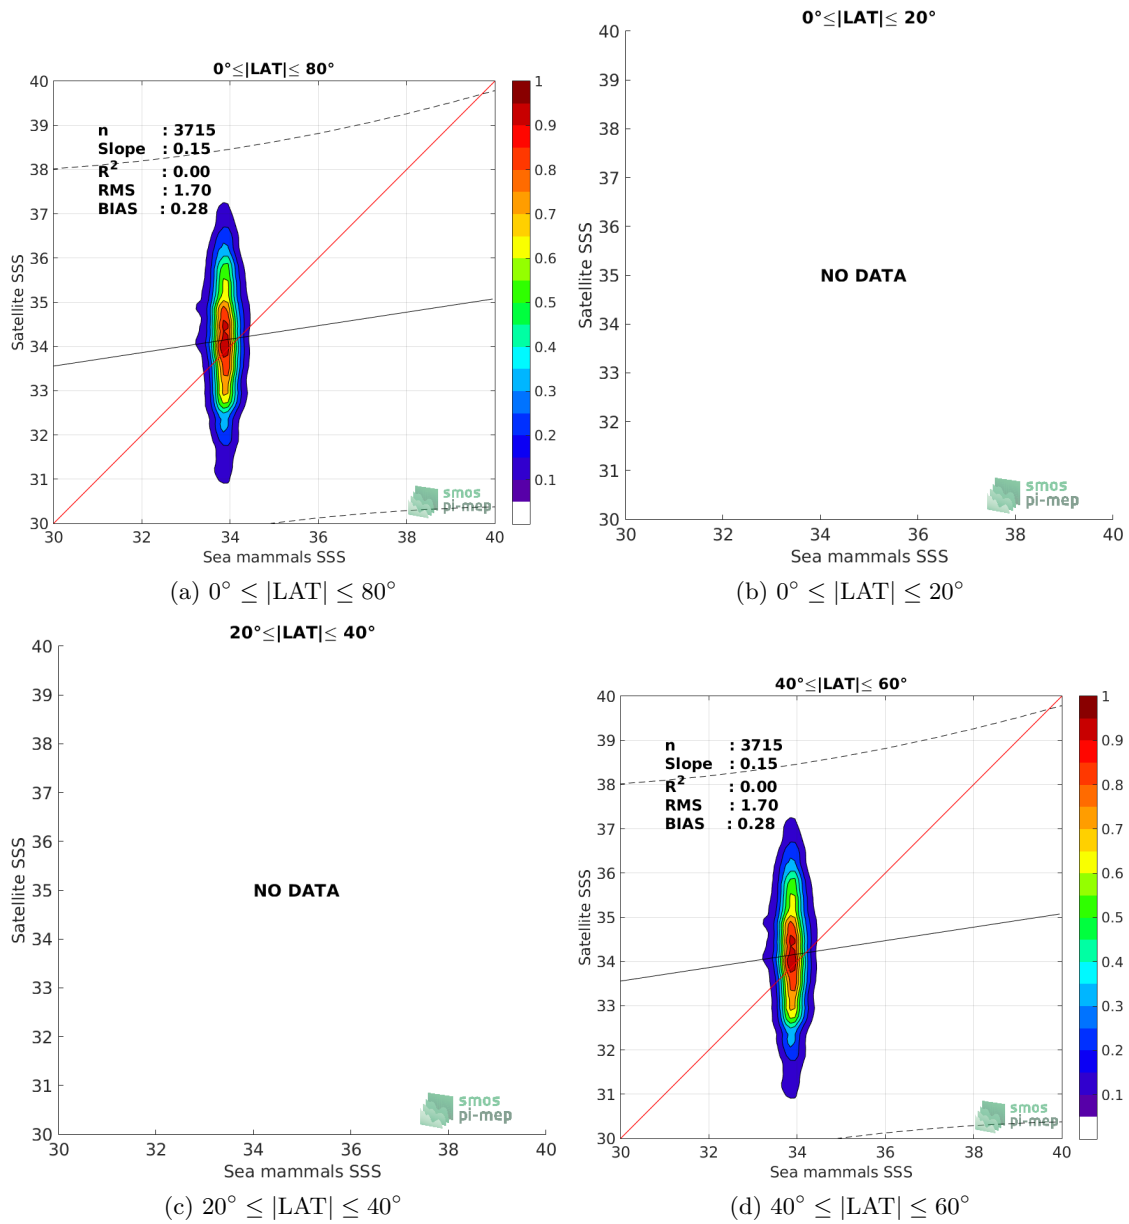 0°≤|LAT|≤ 80°
40
39
38
37
36
35
34
33
32
31
30
Satellite SSS
n : 3715
Slope : 0.15
R² : 0.00
RMS : 1.70
BIAS : 0.28
smos
pi-mep
30 32 34 36 38 40
Sea mammals SSS
1
0.9
0.8
0.7
0.6
0.5
0.4
0.3
0.2
0.1
(a) 0° ≤ |LAT| ≤ 80°
0°≤|LAT|≤ 20°
40
39
38
37
36
35
34
33
32
31
30
Satellite SSS
NO DATA
smos
pi-mep
30 32 34 36 38 40
Sea mammals SSS
(b) 0° ≤ |LAT| ≤ 20°
20°≤|LAT|≤ 40°
40
39
38
37
36
35
34
33
32
31
30
Satellite SSS
NO DATA
smos
pi-mep
30 32 34 36 38 40
Sea mammals SSS
(c) 20° ≤ |LAT| ≤ 40°
40°≤|LAT|≤ 60°
40
39
38
37
36
35
34
33
32
31
30
Satellite SSS
n : 3715
Slope : 0.15
R² : 0.00
RMS : 1.70
BIAS : 0.28
smos
pi-mep
30 32 34 36 38 40
Sea mammals SSS
1
0.9
0.8
0.7
0.6
0.5
0.4
0.3
0.2
0.1
(d) 40° ≤ |LAT| ≤ 60°